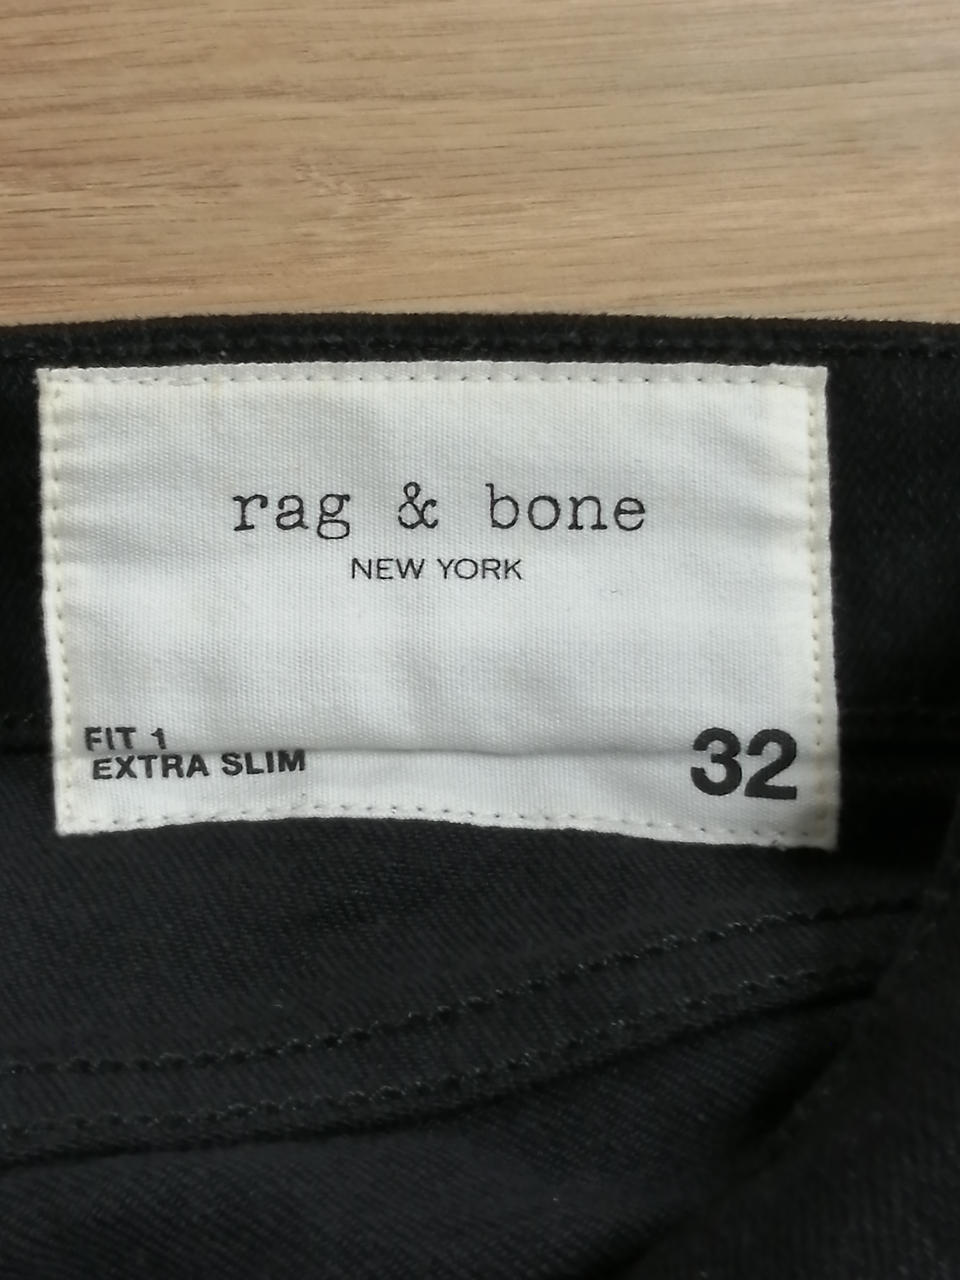 rag & bone
NEW YORK
FIT 1
EXTRA SLIM
32